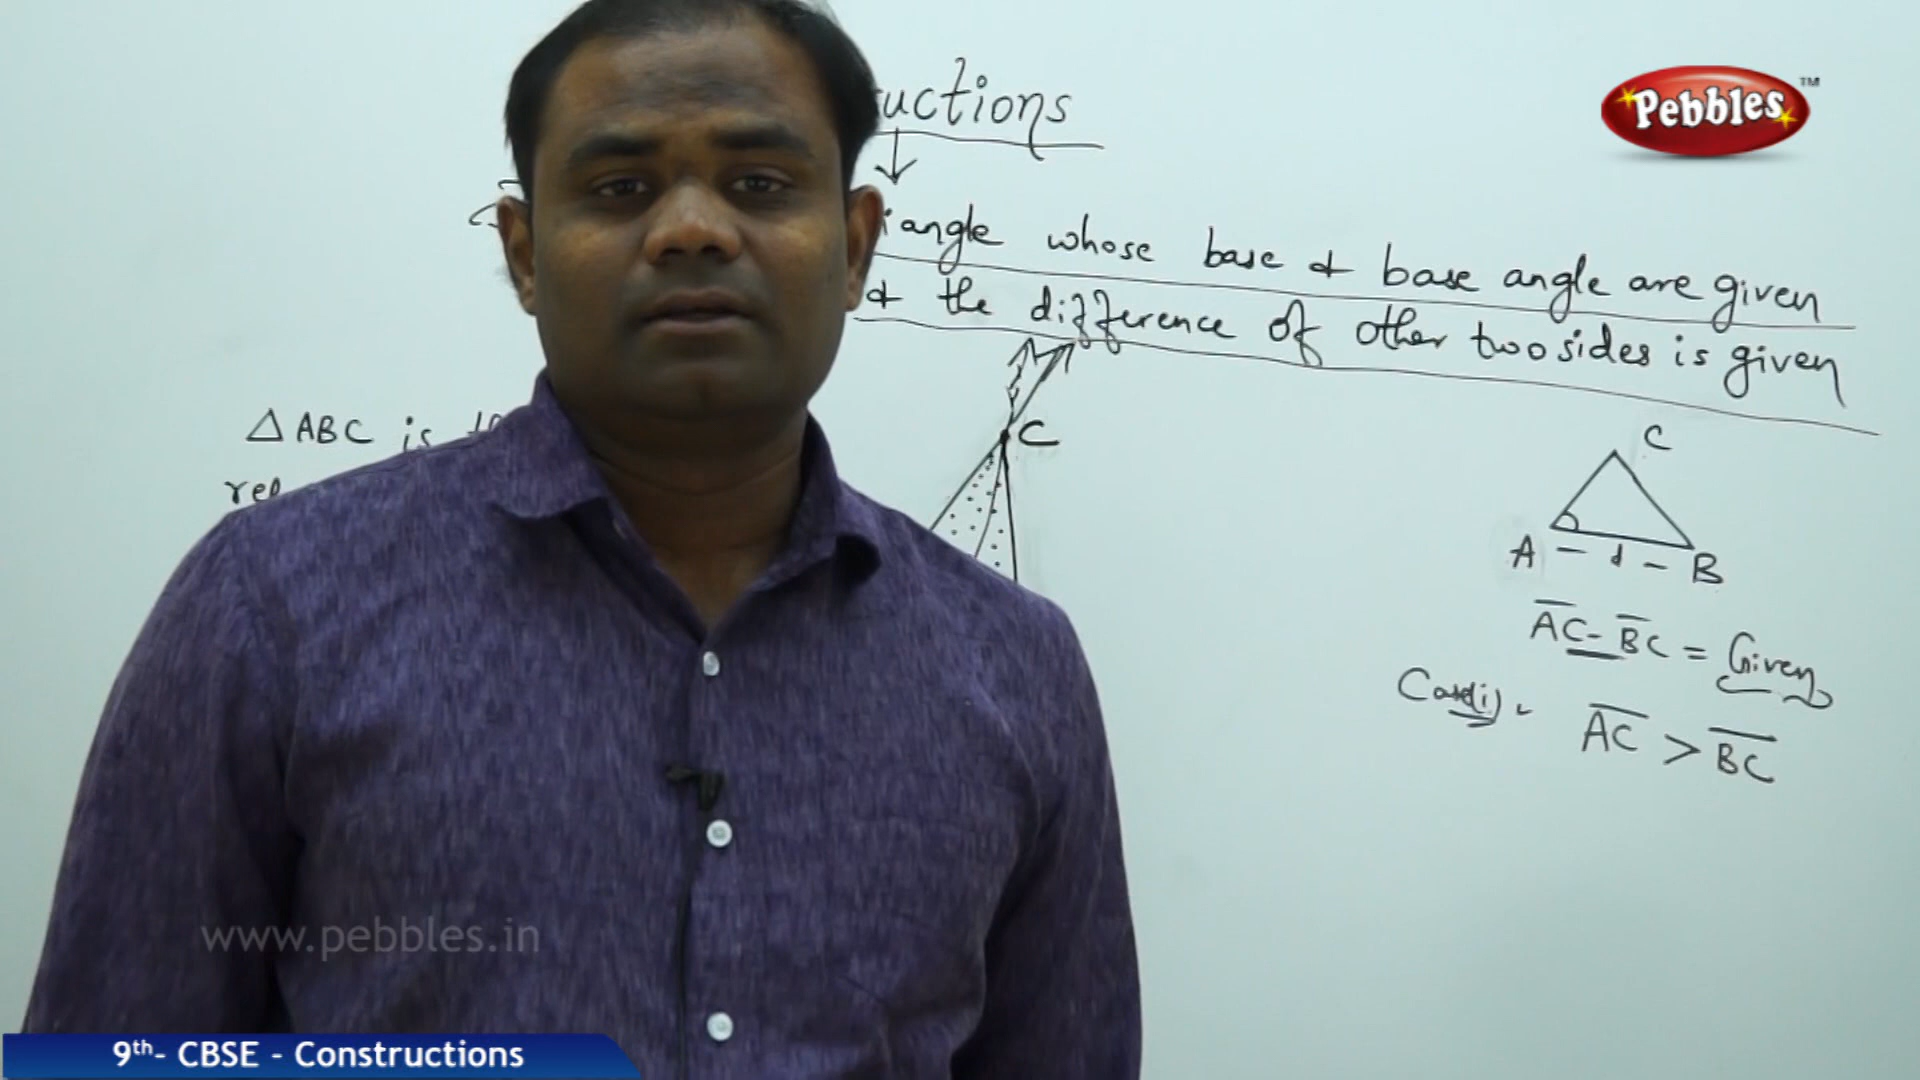 Pebbles™
uctions
iangle whose base & base angle are given
& the difference of other two sides is given
△ABC is
C
C
A - d - B
AC - BC = Given
Case(i)
AC > BC
www.pebbles.in
9th- CBSE - Constructions